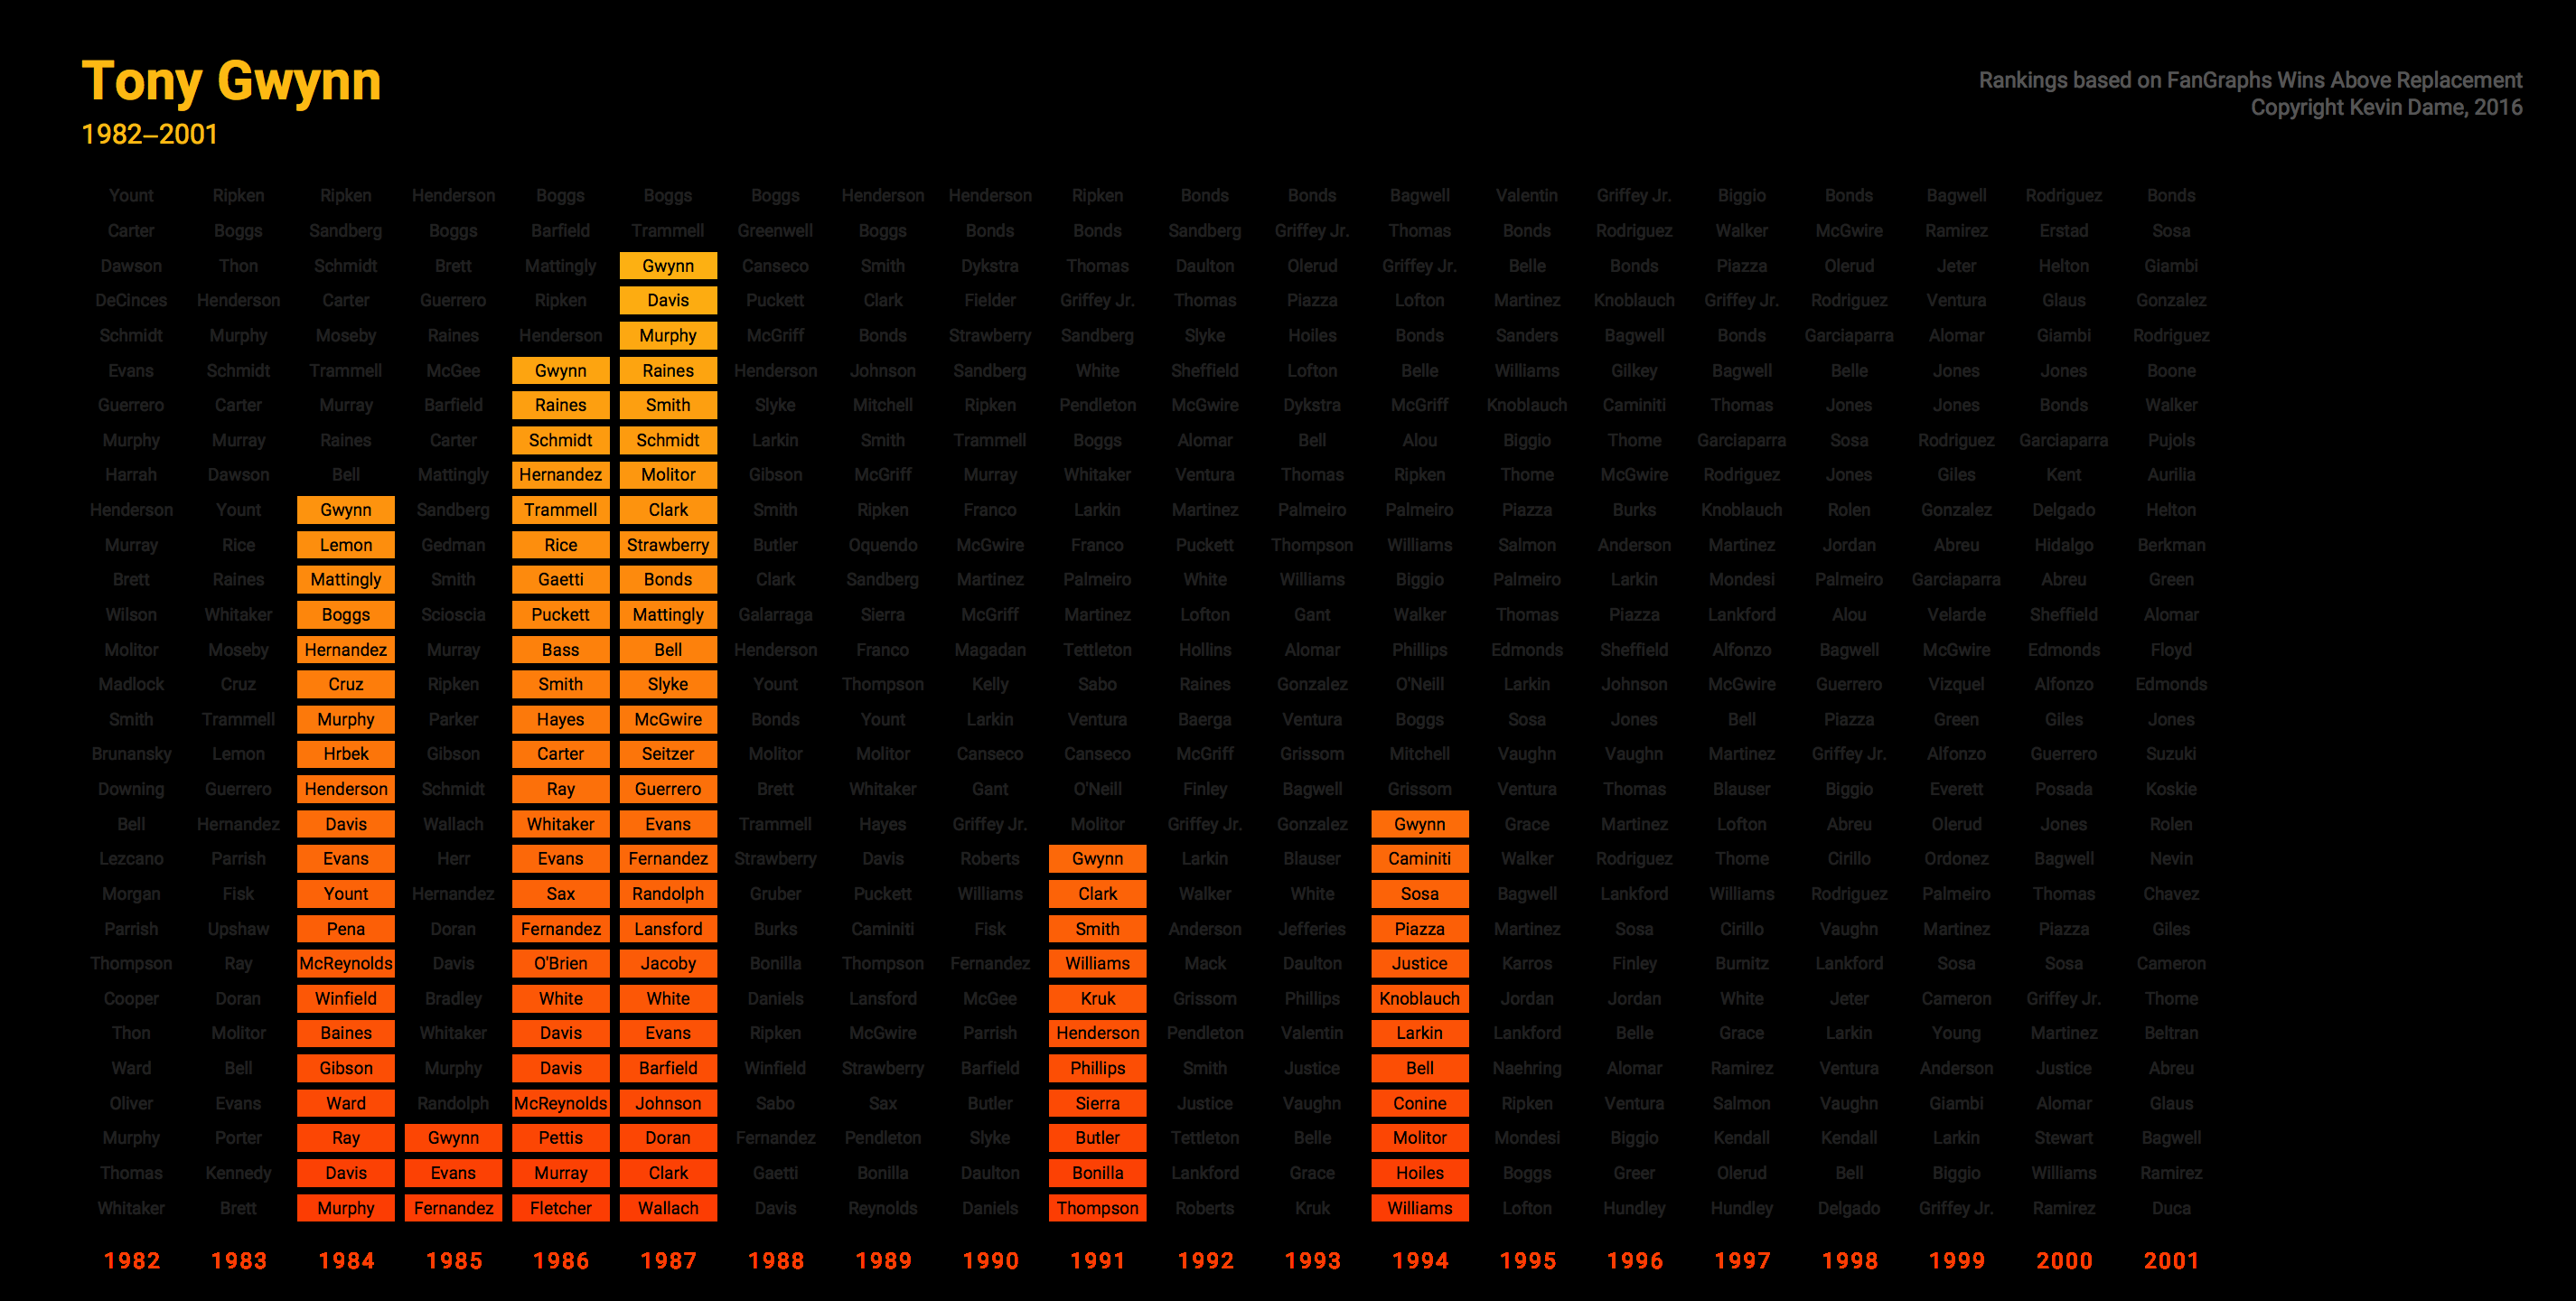 Tony Gwynn
1982–2001
Rankings based on FanGraphs Wins Above Replacement
Copyright Kevin Dame, 2016
Yount Ripken Ripken Henderson Boggs Boggs Boggs Henderson Henderson Ripken Bonds Bonds Bagwell Valentin Griffey Jr. Biggio Bonds Bagwell Rodriguez Bonds
Carter Boggs Sandberg Boggs Barfield Trammell Greenwell Boggs Bonds Bonds Sandberg Griffey Jr. Thomas Bonds Rodriguez Walker McGwire Ramirez Erstad Sosa
Dawson Thon Schmidt Brett Mattingly Gwynn Canseco Smith Dykstra Thomas Daulton Olerud Griffey Jr. Belle Bonds Piazza Olerud Jeter Helton Giambi
DeCinces Henderson Carter Guerrero Ripken Davis Puckett Clark Fielder Griffey Jr. Thomas Piazza Lofton Martinez Knoblauch Griffey Jr. Rodriguez Ventura Glaus Gonzalez
Schmidt Murphy Moseby Raines Henderson Murphy McGriff Bonds Strawberry Sandberg Slyke Hoiles Bonds Sanders Bagwell Bonds Garciaparra Alomar Giambi Rodriguez
Evans Schmidt Trammell McGee Gwynn Raines Henderson Johnson Sandberg White Sheffield Lofton Belle Williams Gilkey Bagwell Belle Jones Jones Boone
Guerrero Carter Murray Barfield Raines Smith Slyke Mitchell Ripken Pendleton McGwire Dykstra McGriff Knoblauch Caminiti Thomas Jones Jones Bonds Walker
Murphy Murray Raines Carter Schmidt Schmidt Larkin Smith Trammell Boggs Alomar Bell Alou Biggio Thome Garciaparra Sosa Rodriguez Garciaparra Pujols
Harrah Dawson Bell Mattingly Hernandez Molitor Gibson McGriff Murray Whitaker Ventura Thomas Ripken Thome McGwire Rodriguez Jones Giles Kent Aurilia
Henderson Yount Gwynn Sandberg Trammell Clark Smith Ripken Franco Larkin Martinez Palmeiro Palmeiro Piazza Burks Knoblauch Rolen Gonzalez Delgado Helton
Murray Rice Lemon Gedman Rice Strawberry Butler Oquendo McGwire Franco Puckett Thompson Williams Salmon Anderson Martinez Jordan Abreu Hidalgo Berkman
Brett Raines Mattingly Smith Gaetti Bonds Clark Sandberg Martinez Palmeiro White Williams Biggio Palmeiro Larkin Mondesi Palmeiro Garciaparra Abreu Green
Wilson Whitaker Boggs Scioscia Puckett Mattingly Galarraga Sierra McGriff Martinez Lofton Gant Walker Thomas Piazza Lankford Alou Velarde Sheffield Alomar
Molitor Moseby Hernandez Murray Bass Bell Henderson Franco Magadan Tettleton Hollins Alomar Phillips Edmonds Sheffield Alfonzo Bagwell McGwire Edmonds Floyd
Madlock Cruz Cruz Ripken Smith Slyke Yount Thompson Kelly Sabo Raines Gonzalez O'Neill Larkin Johnson McGwire Guerrero Vizquel Alfonzo Edmonds
Smith Trammell Murphy Parker Hayes McGwire Bonds Yount Larkin Ventura Baerga Ventura Boggs Sosa Jones Bell Piazza Green Giles Jones
Brunansky Lemon Hrbek Gibson Carter Seitzer Molitor Molitor Canseco Canseco McGriff Grissom Mitchell Vaughn Vaughn Martinez Griffey Jr. Alfonzo Guerrero Suzuki
Downing Guerrero Henderson Schmidt Ray Guerrero Brett Whitaker Gant O'Neill Finley Bagwell Grissom Ventura Thomas Blauser Biggio Everett Posada Koskie
Bell Hernandez Davis Wallach Whitaker Evans Trammell Hayes Griffey Jr. Molitor Griffey Jr. Gonzalez Gwynn Grace Martinez Lofton Abreu Olerud Jones Rolen
Lezcano Parrish Evans Herr Evans Fernandez Strawberry Davis Roberts Gwynn Larkin Blauser Caminiti Walker Rodriguez Thome Cirillo Ordonez Bagwell Nevin
Morgan Fisk Yount Hernandez Sax Randolph Gruber Puckett Williams Clark Walker White Sosa Bagwell Lankford Williams Rodriguez Palmeiro Thomas Chavez
Parrish Upshaw Pena Doran Fernandez Lansford Burks Caminiti Fisk Smith Anderson Jefferies Piazza Martinez Sosa Cirillo Vaughn Martinez Piazza Giles
Thompson Ray McReynolds Davis O'Brien Jacoby Bonilla Thompson Fernandez Williams Mack Daulton Justice Karros Finley Burnitz Lankford Sosa Sosa Cameron
Cooper Doran Winfield Bradley White White Daniels Lansford McGee Kruk Grissom Phillips Knoblauch Jordan Jordan White Jeter Cameron Griffey Jr. Thome
Thon Molitor Baines Whitaker Davis Evans Ripken McGwire Parrish Henderson Pendleton Valentin Larkin Lankford Belle Grace Larkin Young Martinez Beltran
Ward Bell Gibson Murphy Davis Barfield Winfield Strawberry Barfield Phillips Smith Justice Bell Naehring Alomar Ramirez Ventura Anderson Justice Abreu
Oliver Evans Ward Randolph McReynolds Johnson Sabo Sax Butler Sierra Justice Vaughn Conine Ripken Ventura Salmon Vaughn Giambi Alomar Glaus
Murphy Porter Ray Gwynn Pettis Doran Fernandez Pendleton Slyke Butler Tettleton Belle Molitor Mondesi Biggio Kendall Kendall Larkin Stewart Bagwell
Thomas Kennedy Davis Evans Murray Clark Gaetti Bonilla Daulton Bonilla Lankford Grace Hoiles Boggs Greer Olerud Bell Biggio Williams Ramirez
Whitaker Brett Murphy Fernandez Fletcher Wallach Davis Reynolds Daniels Thompson Roberts Kruk Williams Lofton Hundley Hundley Delgado Griffey Jr. Ramirez Duca
1982 1983 1984 1985 1986 1987 1988 1989 1990 1991 1992 1993 1994 1995 1996 1997 1998 1999 2000 2001